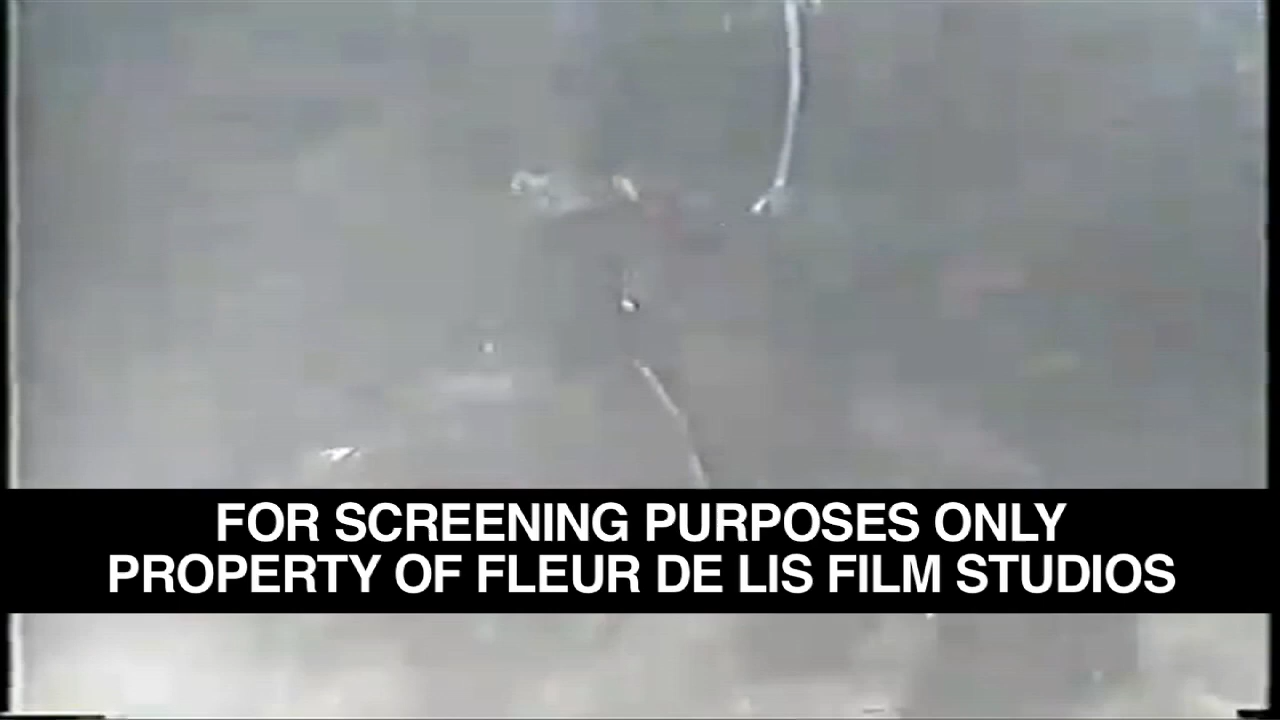 FOR SCREENING PURPOSES ONLY
PROPERTY OF FLEUR DE LIS FILM STUDIOS